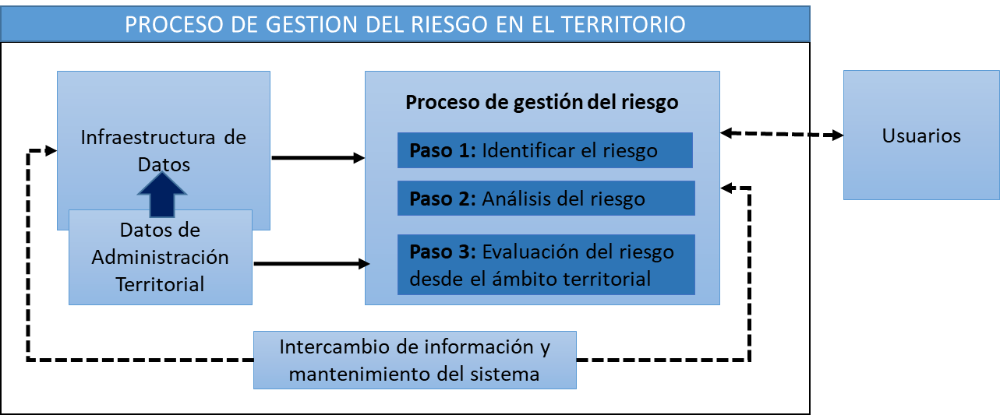 PROCESO DE GESTION DEL RIESGO EN EL TERRITORIO
Infraestructura de
Datos
Datos de
Administración
Territorial
Proceso de gestión del riesgo
Paso 1: Identificar el riesgo
Paso 2: Análisis del riesgo
Paso 3: Evaluación del riesgo
desde el ámbito territorial
Usuarios
Intercambio de información y
mantenimiento del sistema